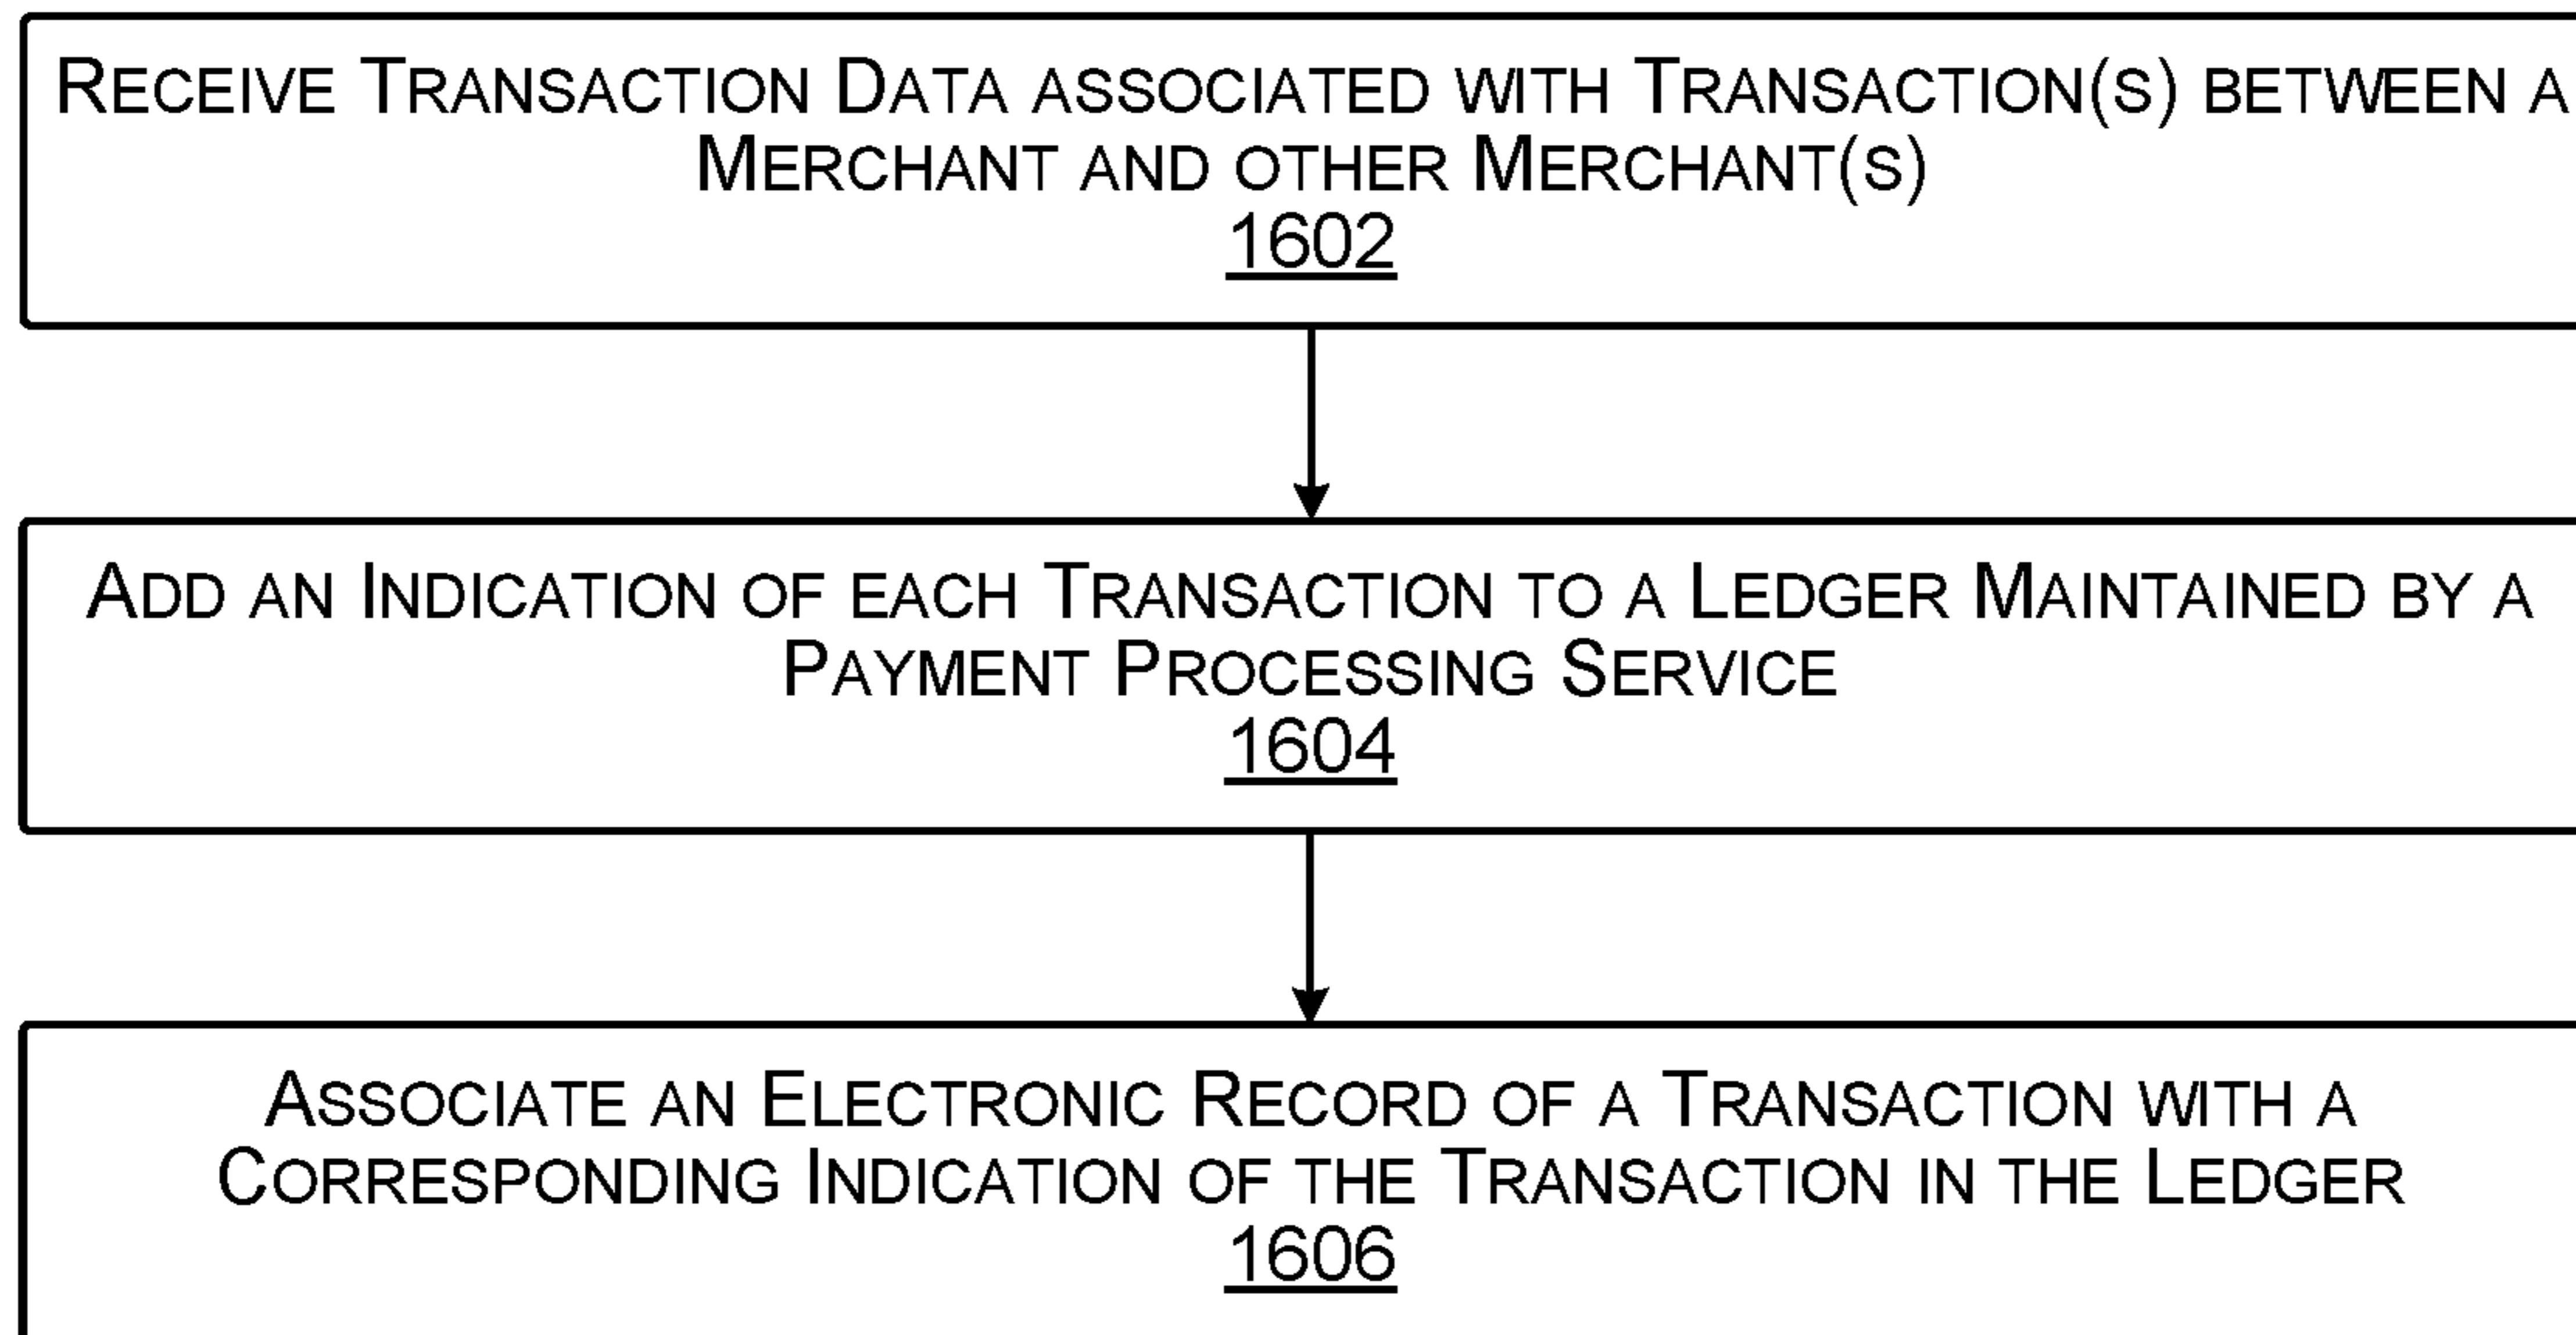 RECEIVE TRANSACTION DATA ASSOCIATED WITH TRANSACTION(S) BETWEEN A
MERCHANT AND OTHER MERCHANT(S)
1602
ADD AN INDICATION OF EACH TRANSACTION TO A LEDGER MAINTAINED BY A
PAYMENT PROCESSING SERVICE
1604
ASSOCIATE AN ELECTRONIC RECORD OF A TRANSACTION WITH A
CORRESPONDING INDICATION OF THE TRANSACTION IN THE LEDGER
1606